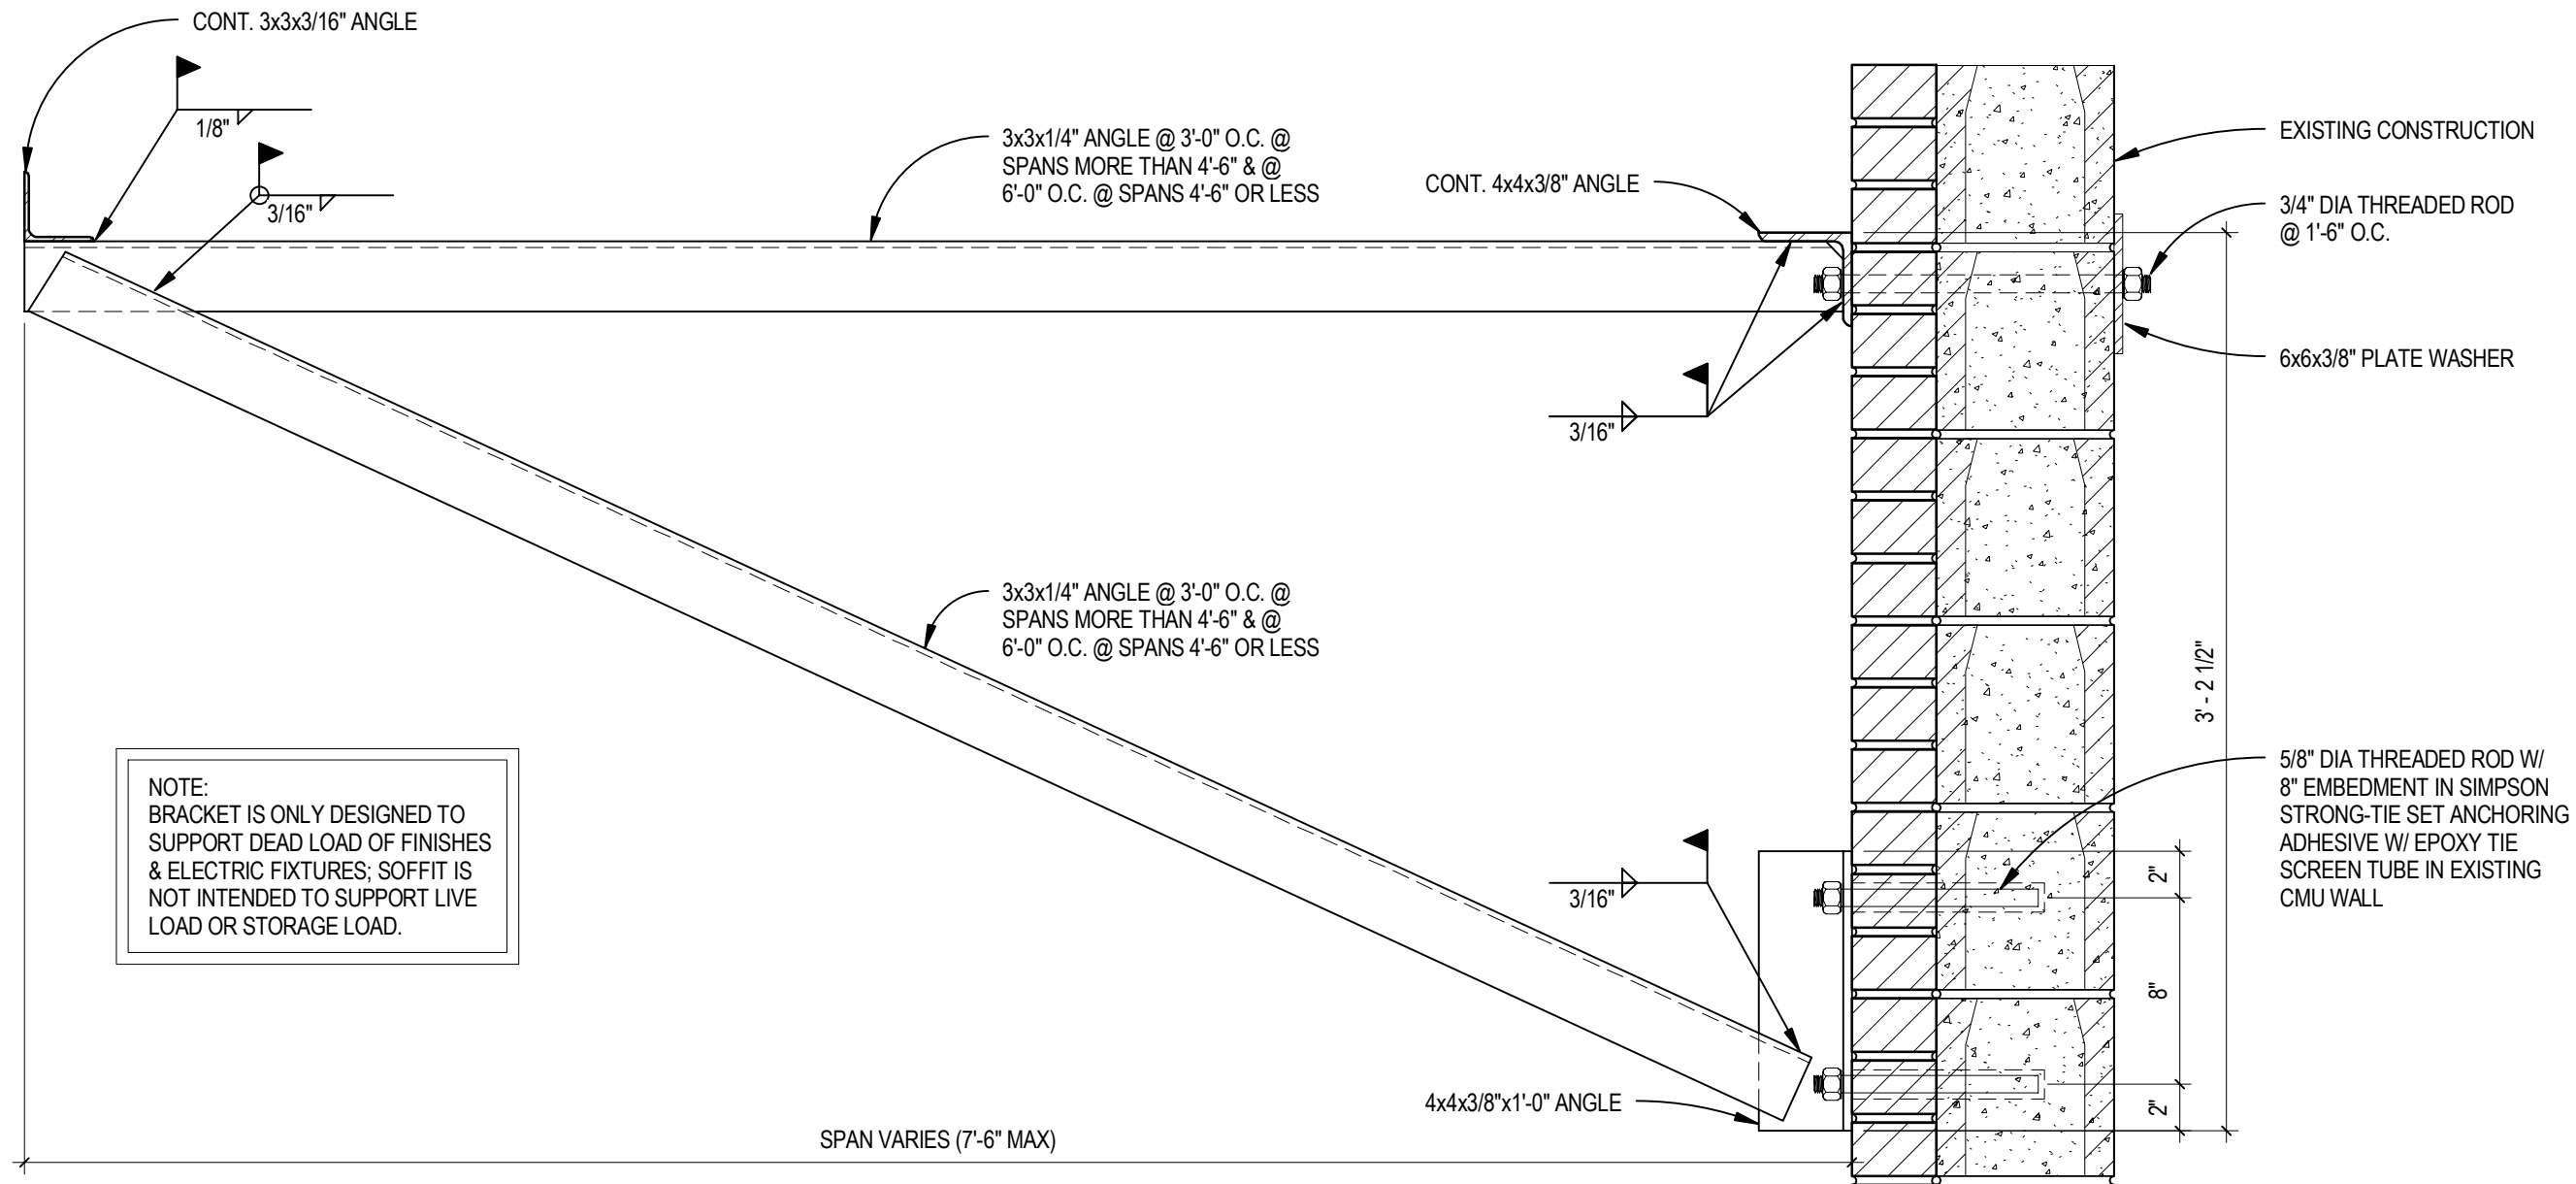 CONT. 3x3x3/16" ANGLE
1/8"
3/16"
3x3x1/4" ANGLE @ 3'-0" O.C. @
SPANS MORE THAN 4'-6" & @
6'-0" O.C. @ SPANS 4'-6" OR LESS
CONT. 4x4x3/8" ANGLE
EXISTING CONSTRUCTION
3/4" DIA THREADED ROD
@ 1'-6" O.C.
6x6x3/8" PLATE WASHER
3/16"
3x3x1/4" ANGLE @ 3'-0" O.C. @
SPANS MORE THAN 4'-6" & @
6'-0" O.C. @ SPANS 4'-6" OR LESS
3' - 2 1/2"
NOTE:
BRACKET IS ONLY DESIGNED TO
SUPPORT DEAD LOAD OF FINISHES
& ELECTRIC FIXTURES; SOFFIT IS
NOT INTENDED TO SUPPORT LIVE
LOAD OR STORAGE LOAD.
5/8" DIA THREADED ROD W/
8" EMBEDMENT IN SIMPSON
STRONG-TIE SET ANCHORING
ADHESIVE W/ EPOXY TIE
SCREEN TUBE IN EXISTING
CMU WALL
3/16"
2"
8"
2"
4x4x3/8"x1'-0" ANGLE
SPAN VARIES (7'-6" MAX)